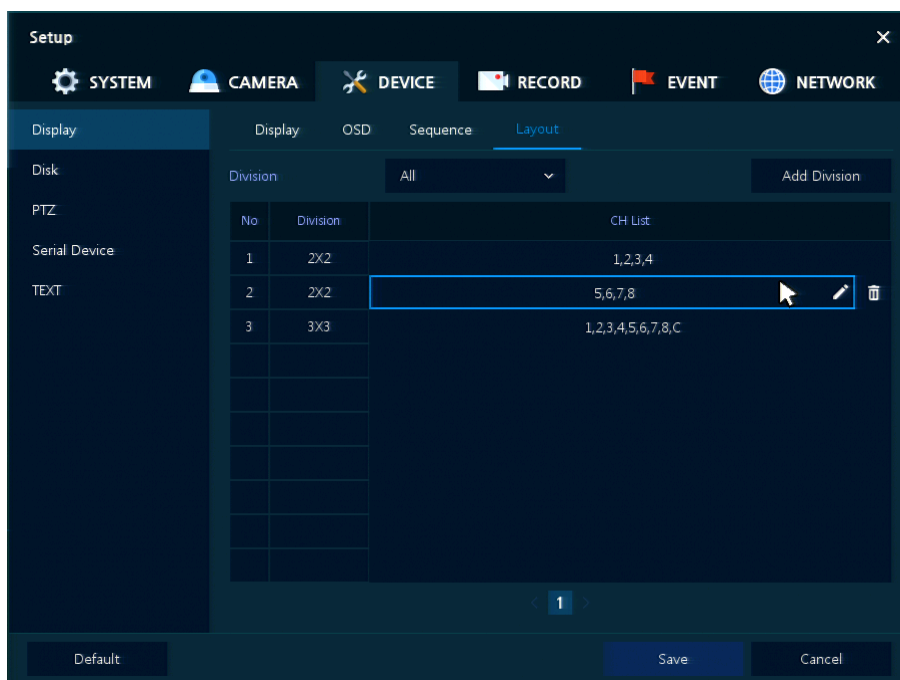 Setup
SYSTEM CAMERA DEVICE RECORD EVENT NETWORK
Display
Disk
PTZ
Serial Device
TEXT
Display OSD Sequence Layout
Division All Add Division
No Division CH List
1 2X2 1,2,3,4
2 2X2 5,6,7,8
3 3X3 1,2,3,4,5,6,7,8,C
< 1 >
Default Save Cancel